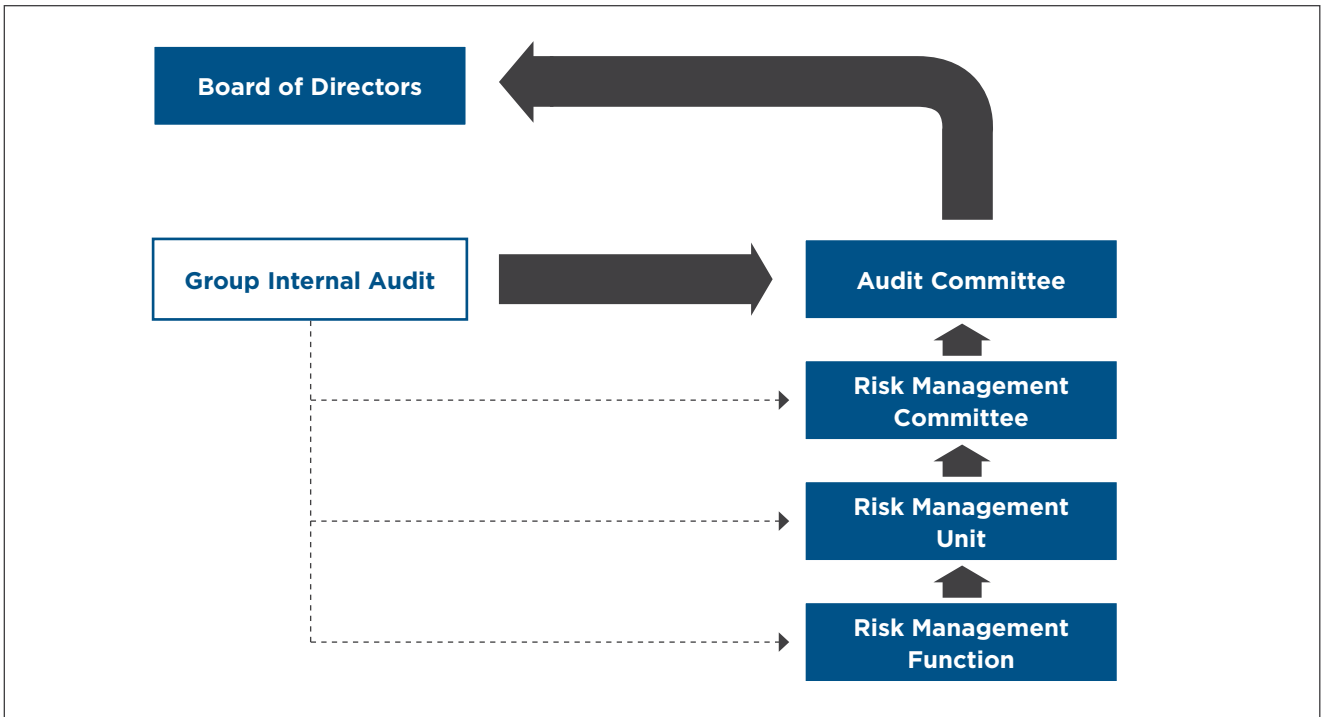 Board of Directors
Group Internal Audit
Audit Committee
Risk Management
Committee
Risk Management
Unit
Risk Management
Function